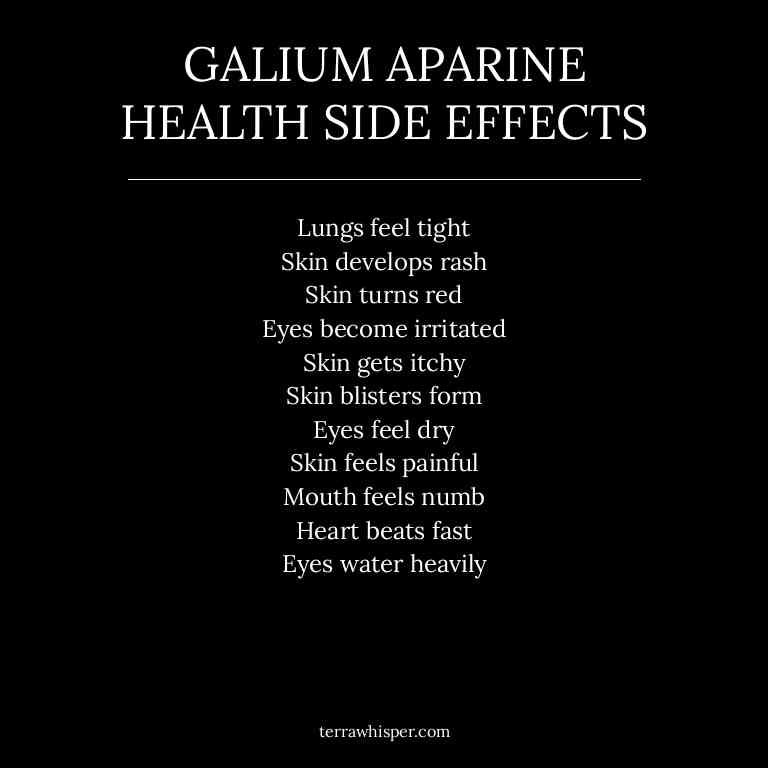 GALIUM APARINE
HEALTH SIDE EFFECTS
Lungs feel tight
Skin develops rash
Skin turns red
Eyes become irritated
Skin gets itchy
Skin blisters form
Eyes feel dry
Skin feels painful
Mouth feels numb
Heart beats fast
Eyes water heavily
terrawhisper.com